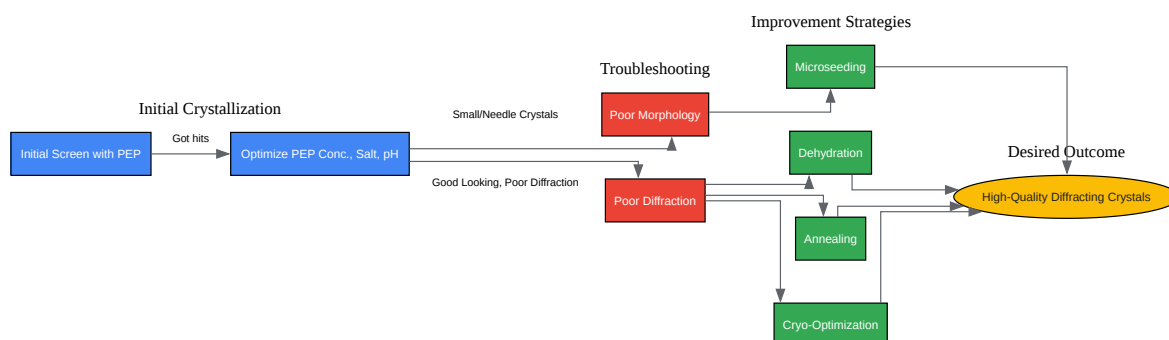 Improvement Strategies
Microseeding
Troubleshooting
Initial Crystallization
Small/Needle Crystals
Poor Morphology
Got hits
Initial Screen with PEP
Optimize PEP Conc., Salt, pH
Dehydration
Desired Outcome
Good Looking, Poor Diffraction
Poor Diffraction
High-Quality Diffracting Crystals
Annealing
Cryo-Optimization